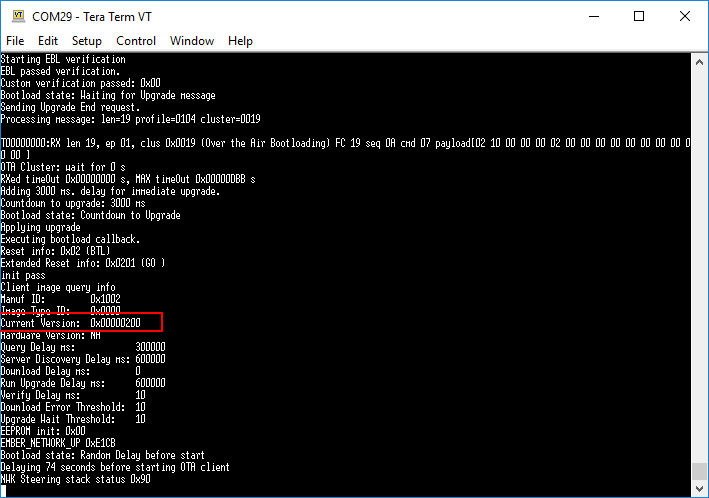 COM29 - Tera Term VT
File Edit Setup Control Window Help
Starting EBL verification
EBL passed verification.
Custom verification passed: 0x00
Bootload state: Waiting for Upgrade message
Sending Upgrade End request.
Processing message: len=19 profile=0104 cluster=0019
T00000000:RX len 19, ep 01, clus 0x0019 (Over the Air Bootloading) FC 19 seq 0A cmd 07 payload[02 10 00 00 00 02 00 00 00 00 00 00 00 00 0
0 00 ]
OTA Cluster: wait for 0 s
RXed timeOut 0x00000000 s, MAX timeOut 0x00000DBB s
Adding 3000 ms. delay for immediate upgrade.
Countdown to upgrade: 3000 ms
Bootload state: Countdown to Upgrade
Applying upgrade
Executing bootload callback.
Reset info: 0x02 (BTL)
Extended Reset info: 0x0201 (GO )
init pass
Client image query info
Manuf ID: 0x1002
Image Type ID: 0x0000
Current Version: 0x00000200
Hardware Version: NA
Query Delay ms: 300000
Server Discovery Delay ms: 600000
Download Delay ms: 0
Run Upgrade Delay ms: 600000
Verify Delay ms: 10
Download Error Threshold: 10
Upgrade Wait Threshold: 10
EEPROM init: 0x00
EMBER_NETWORK_UP 0xE1CB
Bootload state: Random Delay before start
Delaying 74 seconds before starting OTA client
NWK Steering stack status 0x90